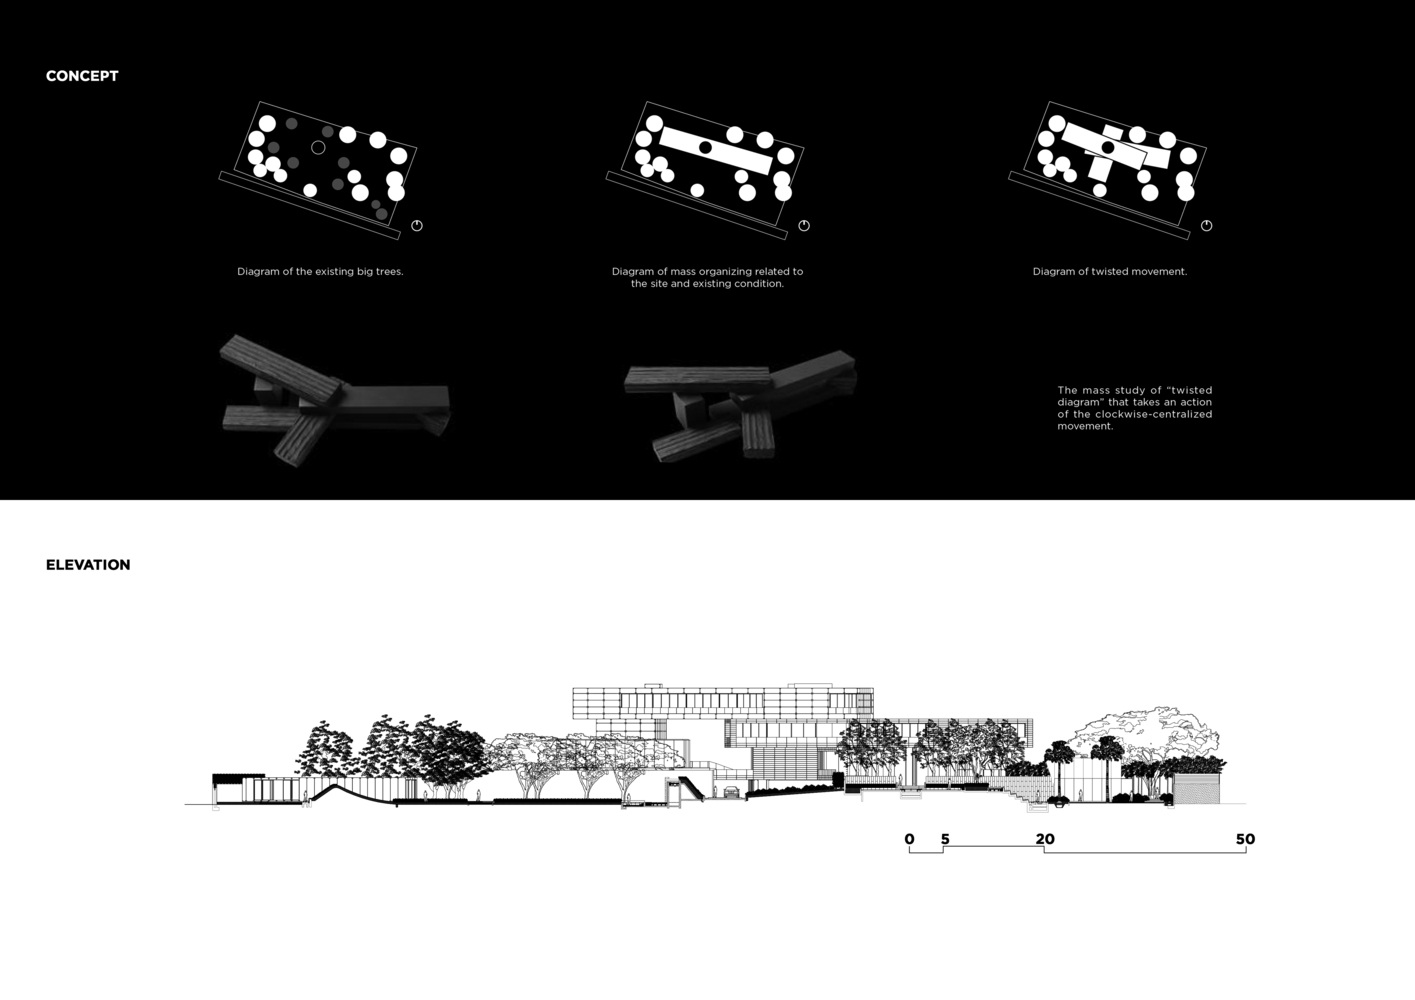 CONCEPT
Diagram of the existing big trees.
Diagram of mass organizing related to
the site and existing condition.
Diagram of twisted movement.
The mass study of “twisted
diagram” that takes an action
of the clockwise-centralized
movement.
ELEVATION
0 5 20 50